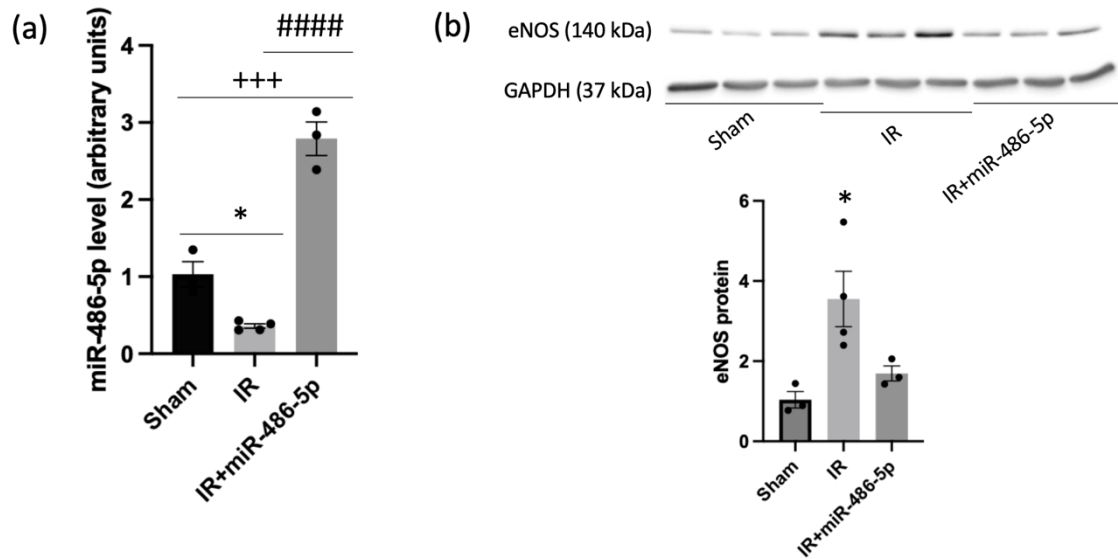 (a)
miR-486-5p level (arbitrary units)
4
3
2
1
0
####
+++
*
Sham
IR
IR+miR-486-5p
(b)
eNOS (140 kDa)
GAPDH (37 kDa)
Sham
IR
IR+miR-486-5p
eNOS protein
6
4
2
0
*
Sham
IR
IR+miR-486-5p